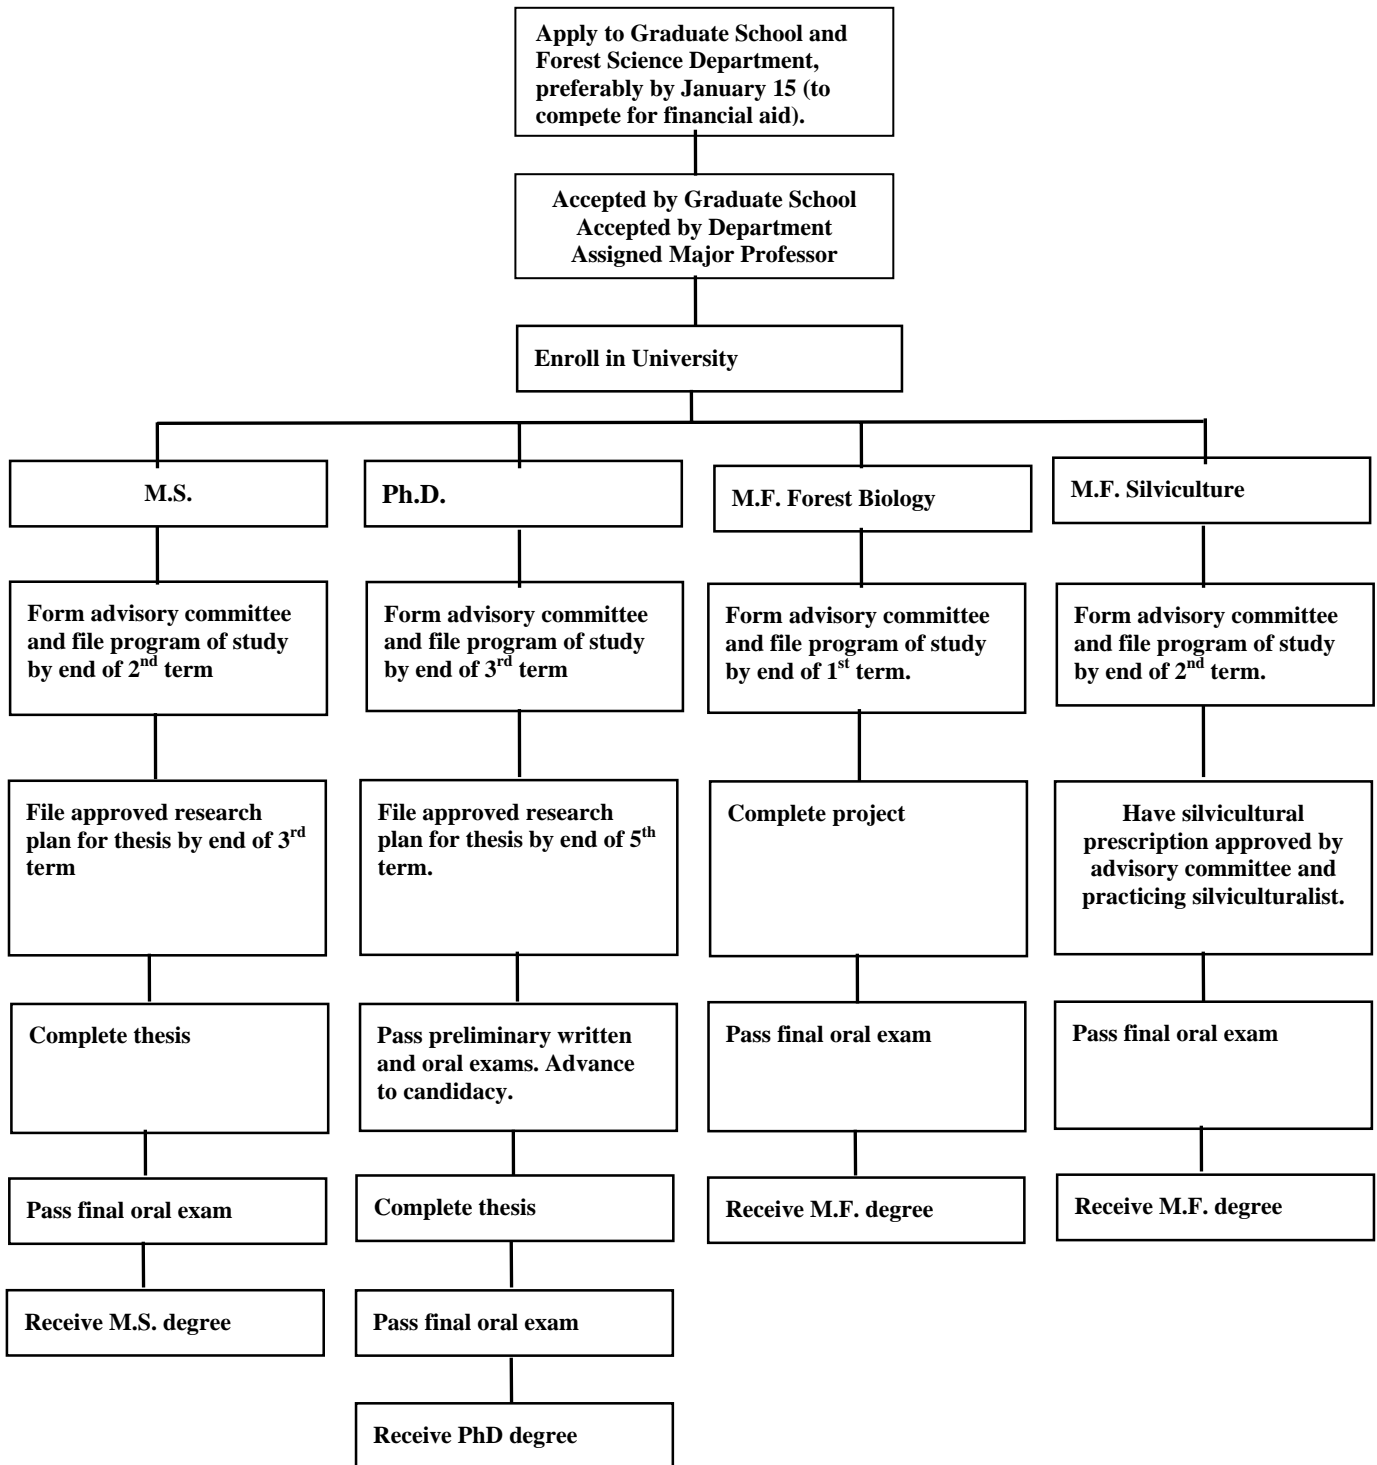 Apply to Graduate School and
Forest Science Department,
preferably by January 15 (to
compete for financial aid).
Accepted by Graduate School
Accepted by Department
Assigned Major Professor
Enroll in University
M.S.
Ph.D.
M.F. Forest Biology
M.F. Silviculture
Form advisory committee
and file program of study
by end of 2nd term
Form advisory committee
and file program of study
by end of 3rd term
Form advisory committee
and file program of study
by end of 1st term.
Form advisory committee
and file program of study
by end of 2nd term.
File approved research
plan for thesis by end of 3rd
term
File approved research
plan for thesis by end of 5th
term.
Complete project
Have silvicultural
prescription approved by
advisory committee and
practicing silviculturalist.
Complete thesis
Pass preliminary written
and oral exams. Advance
to candidacy.
Pass final oral exam
Pass final oral exam
Pass final oral exam
Complete thesis
Receive M.F. degree
Receive M.F. degree
Receive M.S. degree
Pass final oral exam
Receive PhD degree